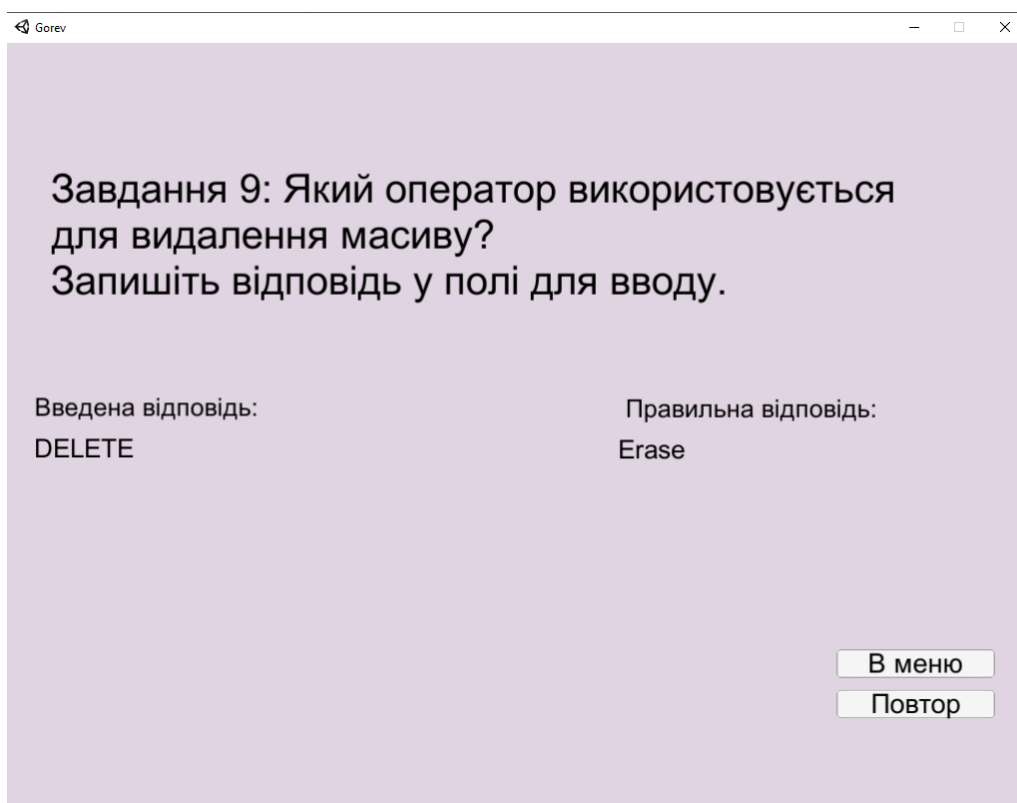 Gorev
Завдання 9: Який оператор використовується
для видалення масиву?
Запишіть відповідь у полі для вводу.
Введена відповідь:
Правильна відповідь:
DELETE
Erase
В меню
Повтор